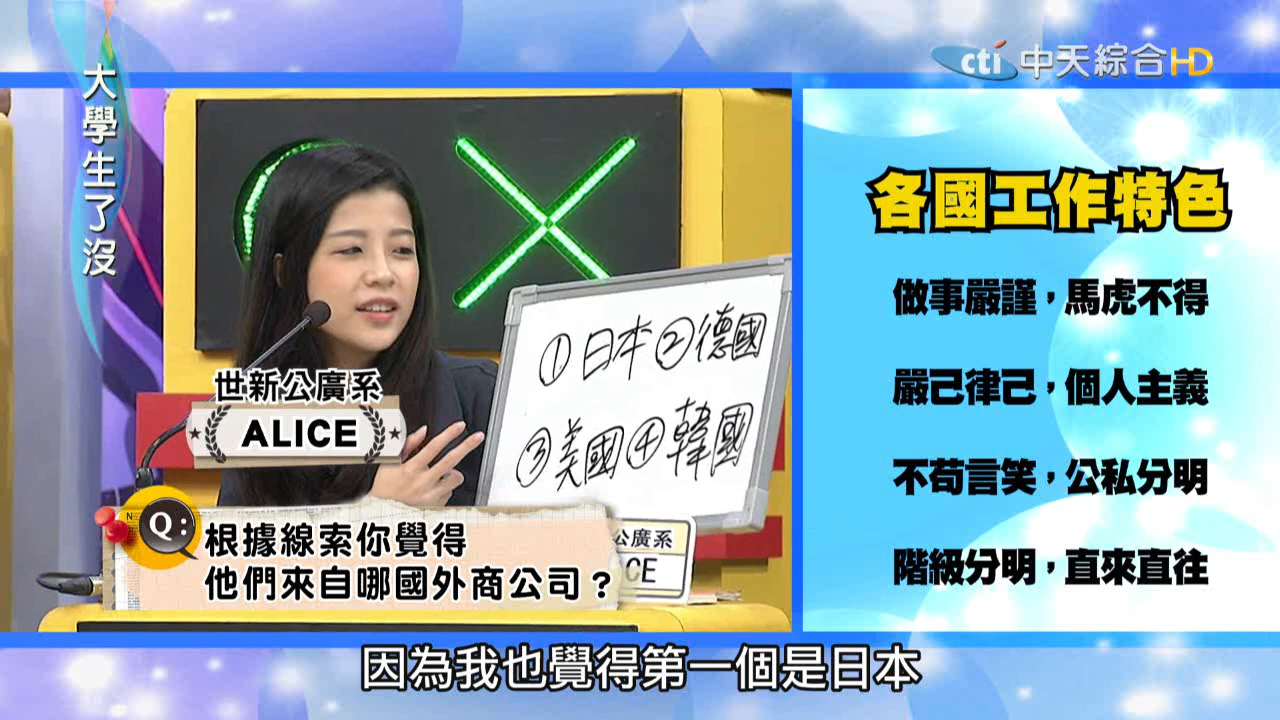 cti 中天綜合HD
大學生了沒
各國工作特色
做事嚴謹，馬虎不得
嚴己律己，個人主義
不苟言笑，公私分明
階級分明，直來直往
①日本②德國
③美國④韓國
世新公廣系
ALICE
公廣系
CE
Q:
根據線索你覺得
他們來自哪國外商公司？
因為我也覺得第一個是日本